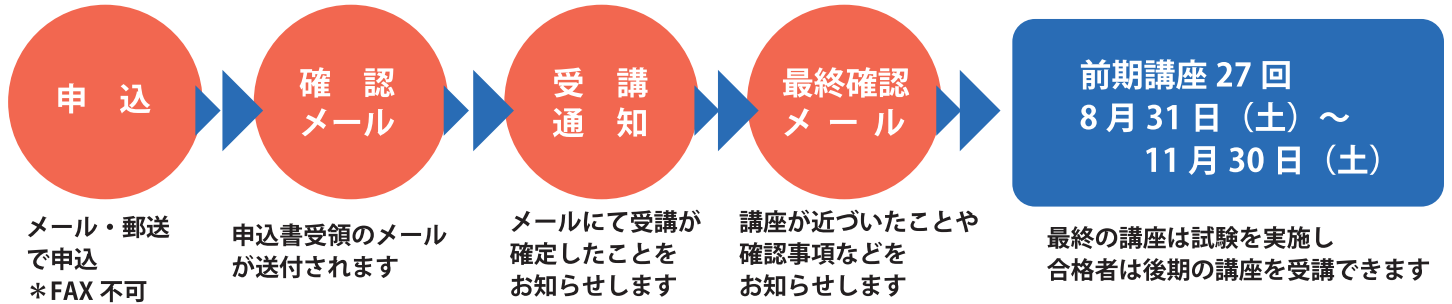 申　込
メール・郵送
で申込
＊FAX 不可
確　認
メール
申込書受領のメール
が送付されます
受　講
通　知
メールにて受講が
確定したことを
お知らせします
最終確認
メ ー ル
講座が近づいたことや
確認事項などを
お知らせします
前期講座 27 回
8 月 31 日（土）～
11 月 30 日（土）
最終の講座は試験を実施し
合格者は後期の講座を受講できます